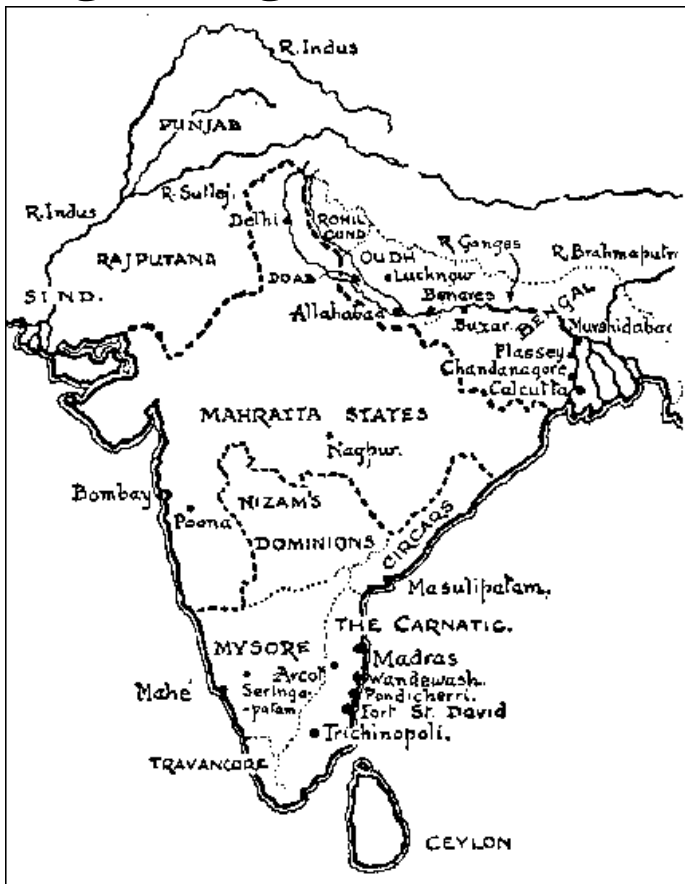 R. Indus
PUNJAB
R. Sutlej.
R. Indus
Delhi
ROHIL
CUND
RAJPUTANA
OUDH
R. Ganges
R. Brahmaputr
DOAB
Lucknow
SIND.
Benares
BENGAL
Allahabad
Buxar.
Murshidabad
Plassey
Chandanagore
Calcutta
MAHRATTA STATES
Nagpur.
Bombay
NIZAM'S
Poona
DOMINIONS
CIRCARS
Masulipatam.
THE CARNATIC.
MYSORE
Madras
Arcot
Wandewash.
Mahé
Seringa-
-patam.
Pondicherri.
Fort St. David
Trichinopoli.
TRAVANCORE
CEYLON